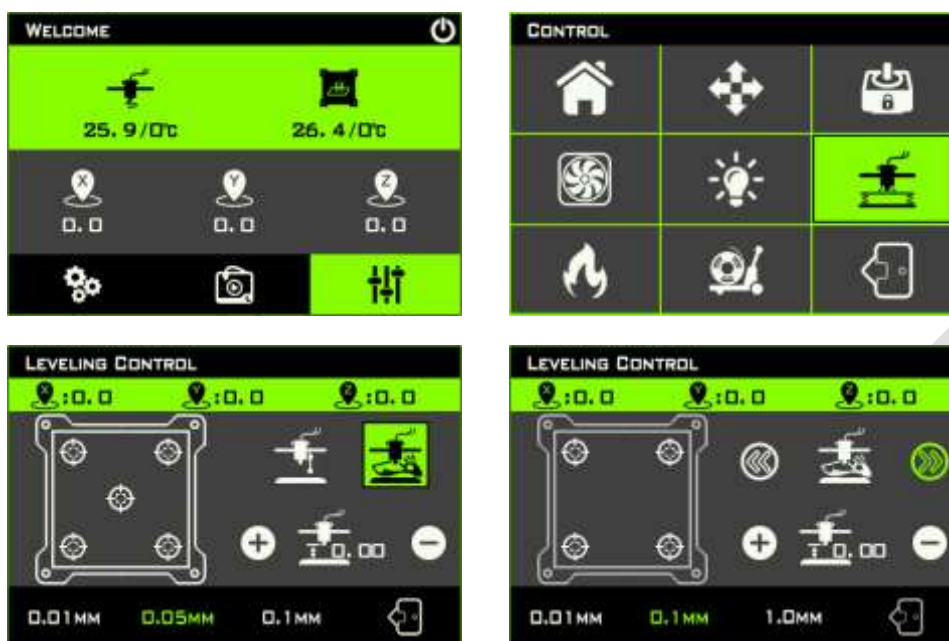 WELCOME
25.9/0℃
26.4/0℃
X
Y
Z
0.0
0.0
0.0
CONTROL
LEVELING CONTROL
X:0.0
Y:0.0
Z:0.0
0.00
0.01MM
0.05MM
0.1MM
LEVELING CONTROL
X:0.0
Y:0.0
Z:0.0
0.00
0.01MM
0.1MM
1.0MM